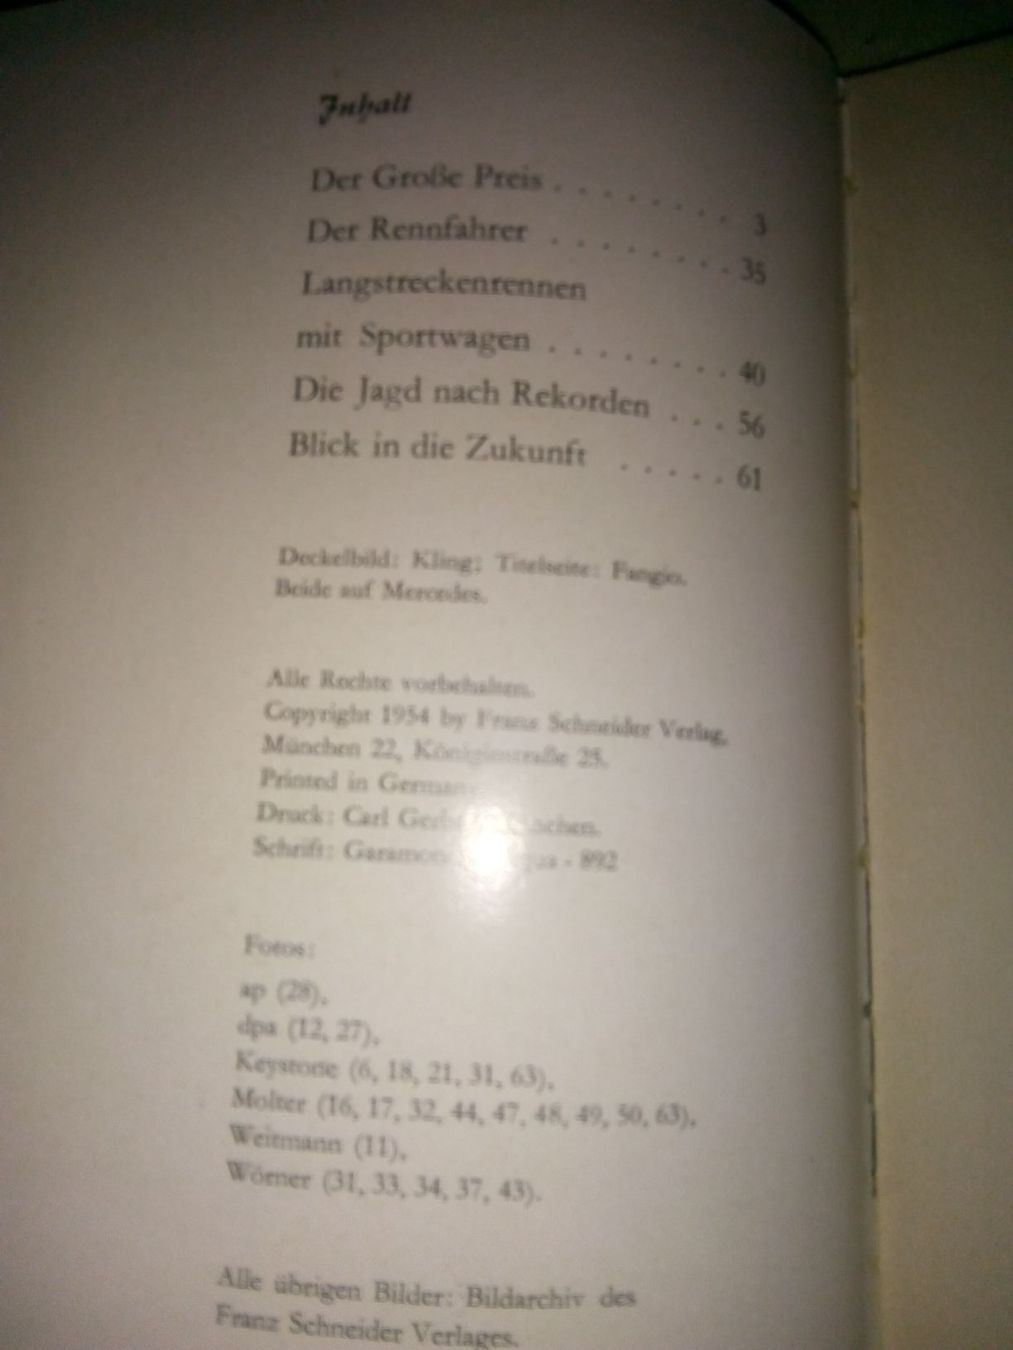 Inhalt
Der Große Preis . . . . . . . 3
Der Rennfahrer . . . . . . . . 35
Langstreckenrennen
mit Sportwagen . . . . . . . . 40
Die Jagd nach Rekorden . . . 56
Blick in die Zukunft . . . . . 61
Deckelbild: Kling; Titelseite: Fangio.
Beide auf Mercedes.
Alle Rechte vorbehalten.
Copyright 1954 by Franz Schneider Verlag,
München 22, Königinstraße 25.
Printed in
Druck: Carl
Schrift: - 892
Fotos:
ap (28),
dpa (12, 27),
Keystone (6, 18, 21, 31, 63),
Molter (16, 17, 32, 44, 47, 48, 49, 50, 63),
Weitmann (11),
Wörner (31, 33, 34, 37, 43).
Alle übrigen Bilder: Bildarchiv des
Franz Schneider Verlages.